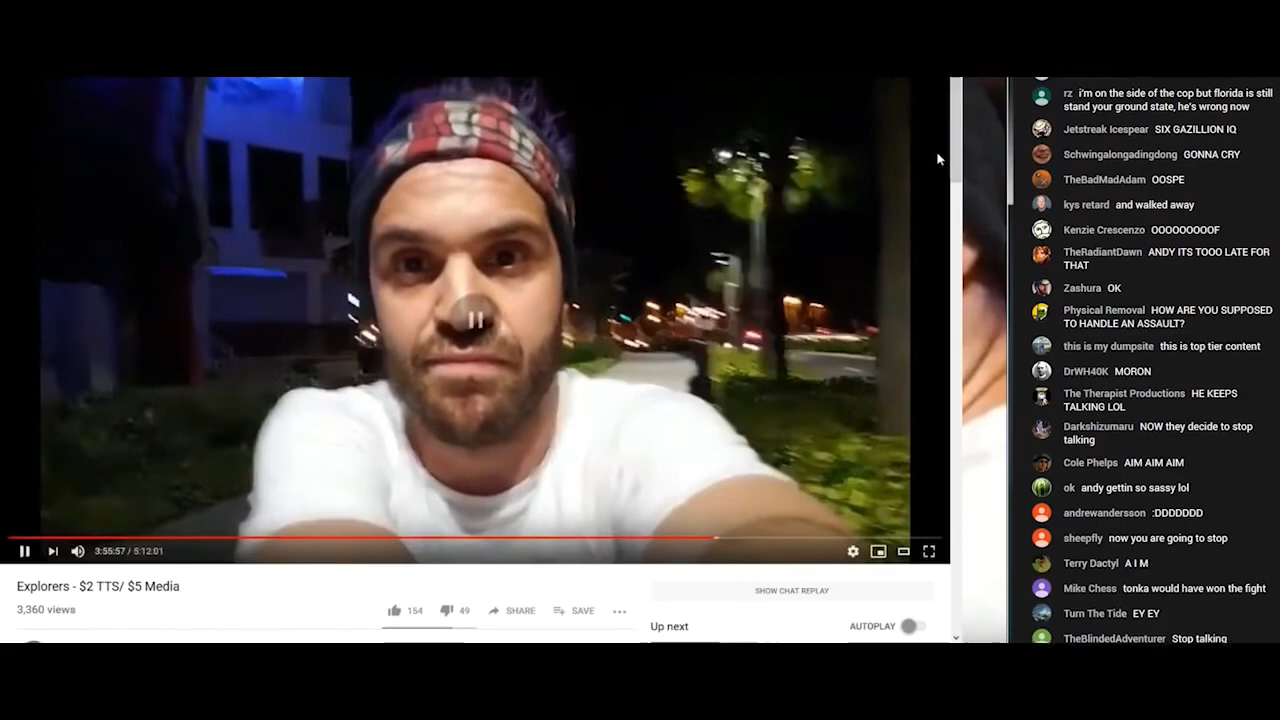 rz i'm on the side of the cop but florida is still
stand your ground state, he's wrong now
Jetstreak Icespear SIX GAZILLION IQ
Schwingalongadingdong GONNA CRY
TheBadMadAdam OOSPE
kys retard and walked away
Kenzie Crescenzo OOOOOOOOOF
TheRadiantDawn ANDY ITS TOOO LATE FOR
THAT
Zashura OK
Physical Removal HOW ARE YOU SUPPOSED
TO HANDLE AN ASSAULT?
this is my dumpsite this is top tier content
DrWH40K MORON
The Therapist Productions HE KEEPS
TALKING LOL
Darkshizumaru NOW they decide to stop
talking
Cole Phelps AIM AIM AIM
ok andy gettin so sassy lol
andrewandersson :DDDDDDD
sheepfly now you are going to stop
Terry Dactyl A I M
Mike Chess tonka would have won the fight
Turn The Tide EY EY
TheBlindedAdventurer Stop talking
3:55:57 / 5:12:01
Explorers - $2 TTS/ $5 Media
3,360 views
154 49 SHARE SAVE
SHOW CHAT REPLAY
Up next AUTOPLAY